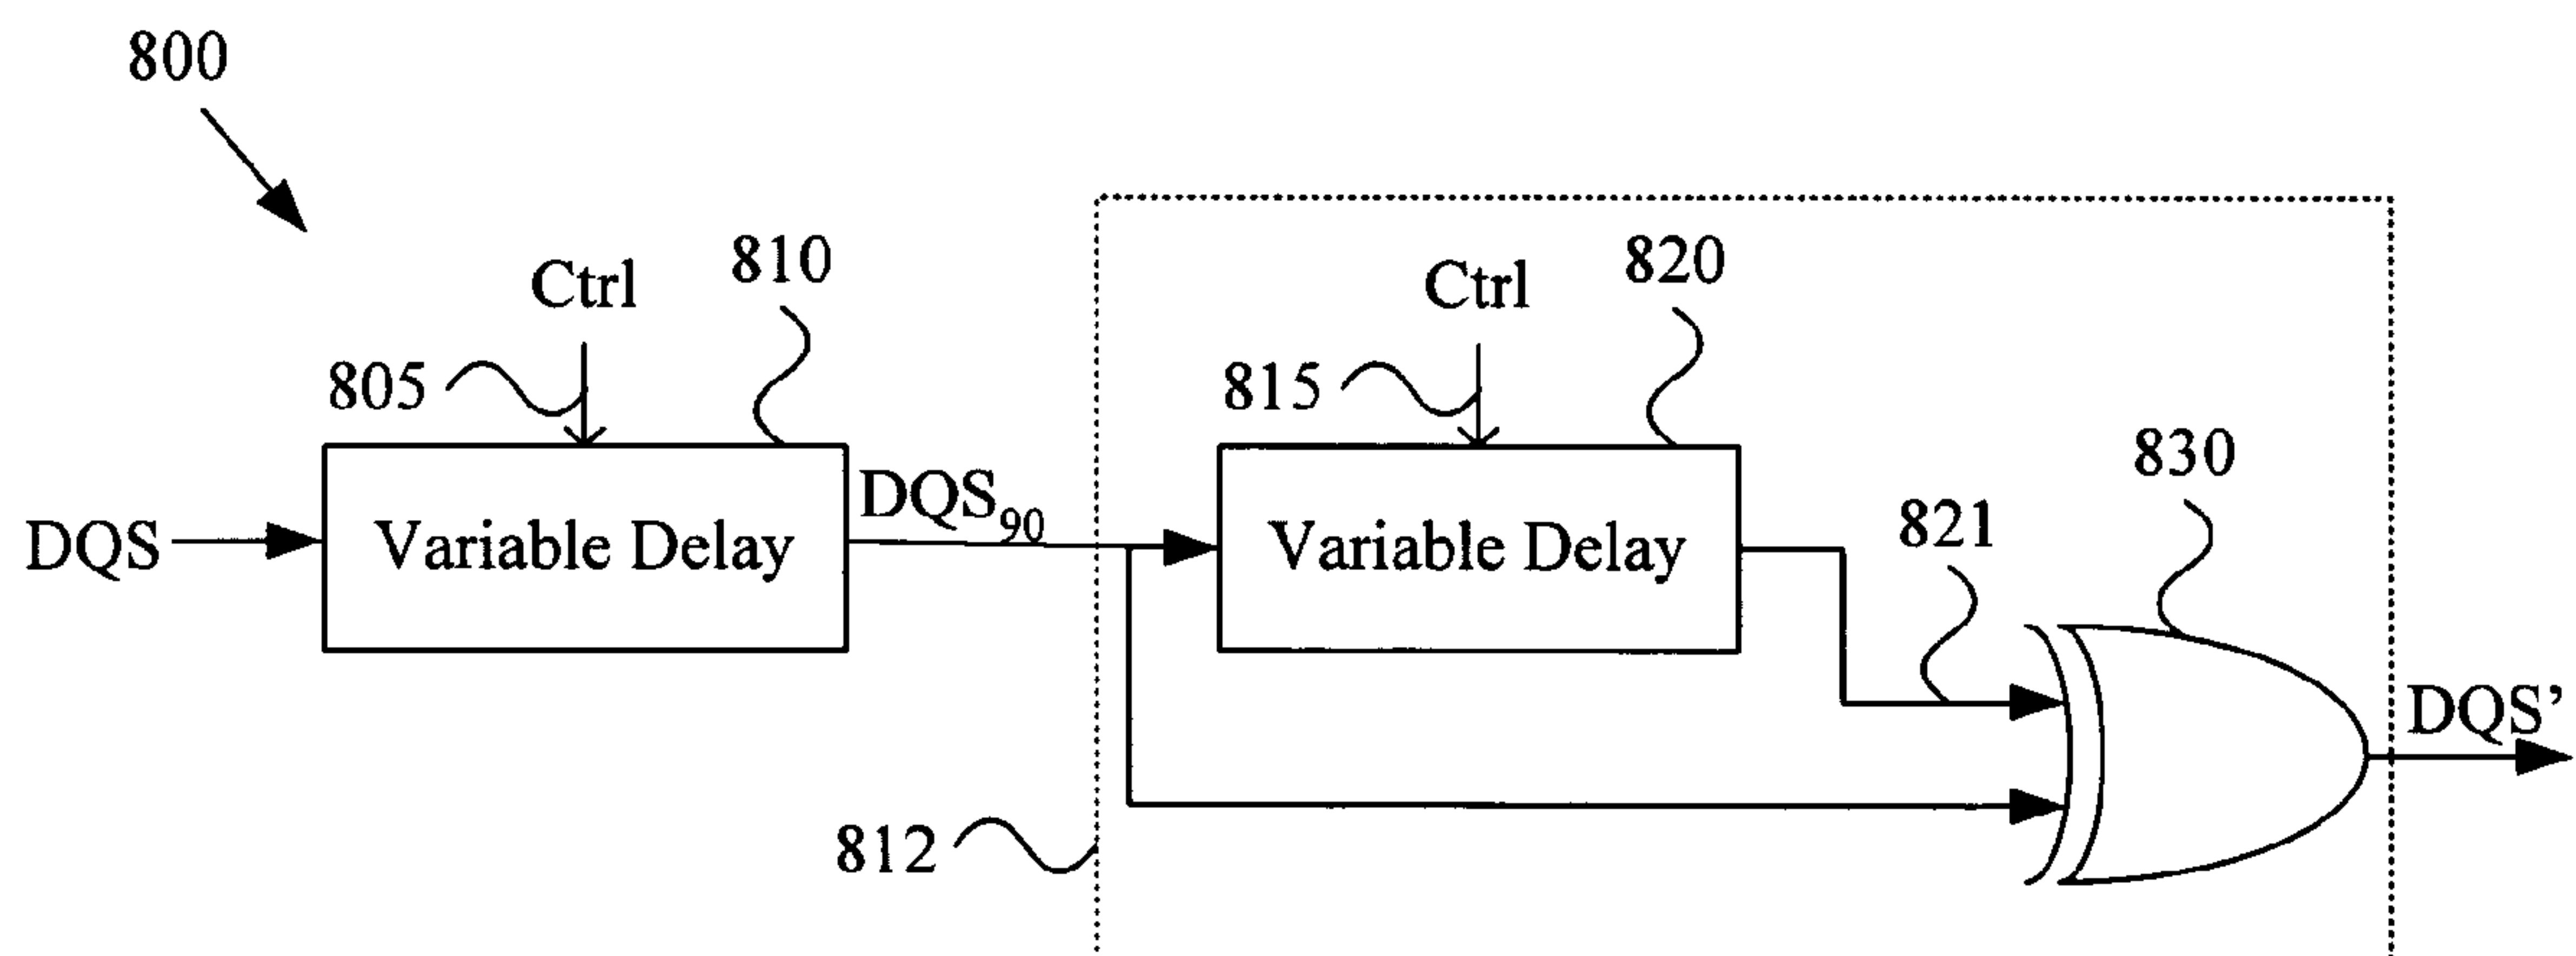 800
Ctrl
810
Ctrl
820
805
815
830
DQS
Variable Delay
DQS90
Variable Delay
821
DQS’
812